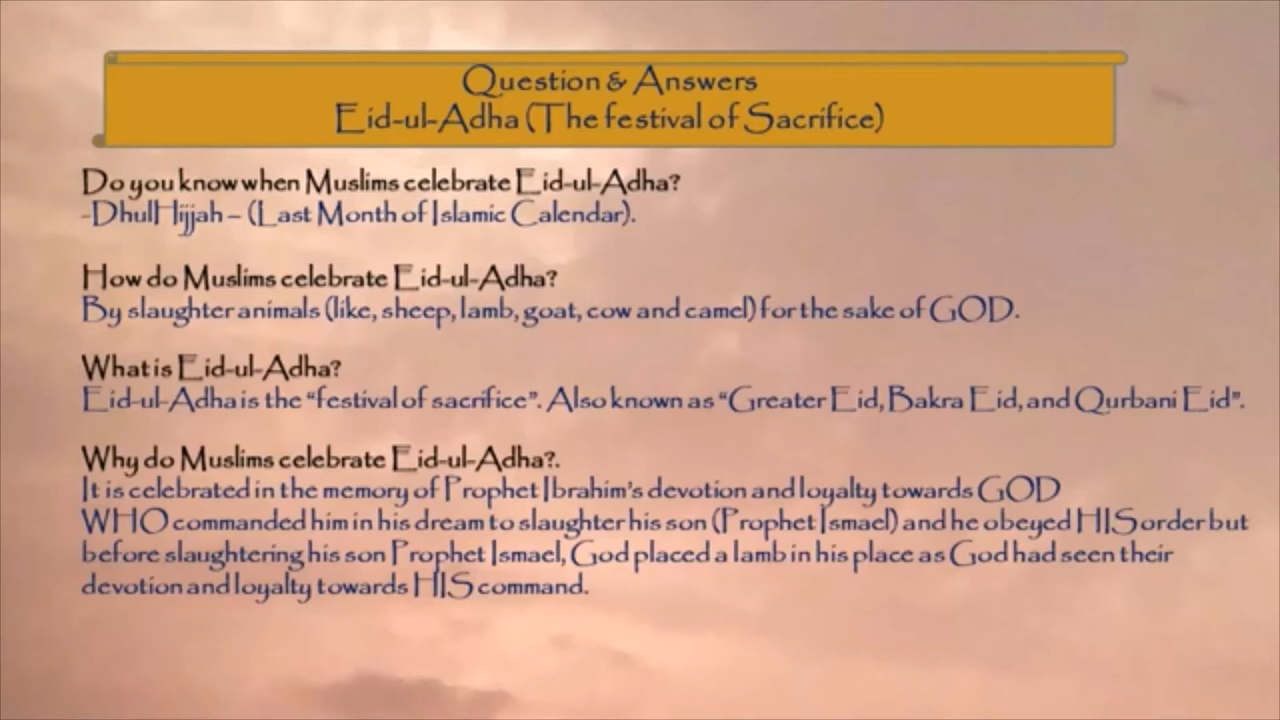 Question & Answers
Eid-ul-Adha (The festival of Sacrifice)
Do you know when Muslims celebrate Eid-ul-Adha?
-DhulHijjah – (Last Month of Islamic Calendar).
How do Muslims celebrate Eid-ul-Adha?
By slaughter animals (like, sheep, lamb, goat, cow and camel) for the sake of GOD.
What is Eid-ul-Adha?
Eid-ul-Adha is the “festival of sacrifice”. Also known as “Greater Eid, Bakra Eid, and Qurbani Eid”.
Why do Muslims celebrate Eid-ul-Adha?.
It is celebrated in the memory of Prophet Ibrahim’s devotion and loyalty towards GOD
WHO commanded him in his dream to slaughter his son (Prophet Ismael) and he obeyed HIS order but
before slaughtering his son Prophet Ismael, God placed a lamb in his place as God had seen their
devotion and loyalty towards HIS command.